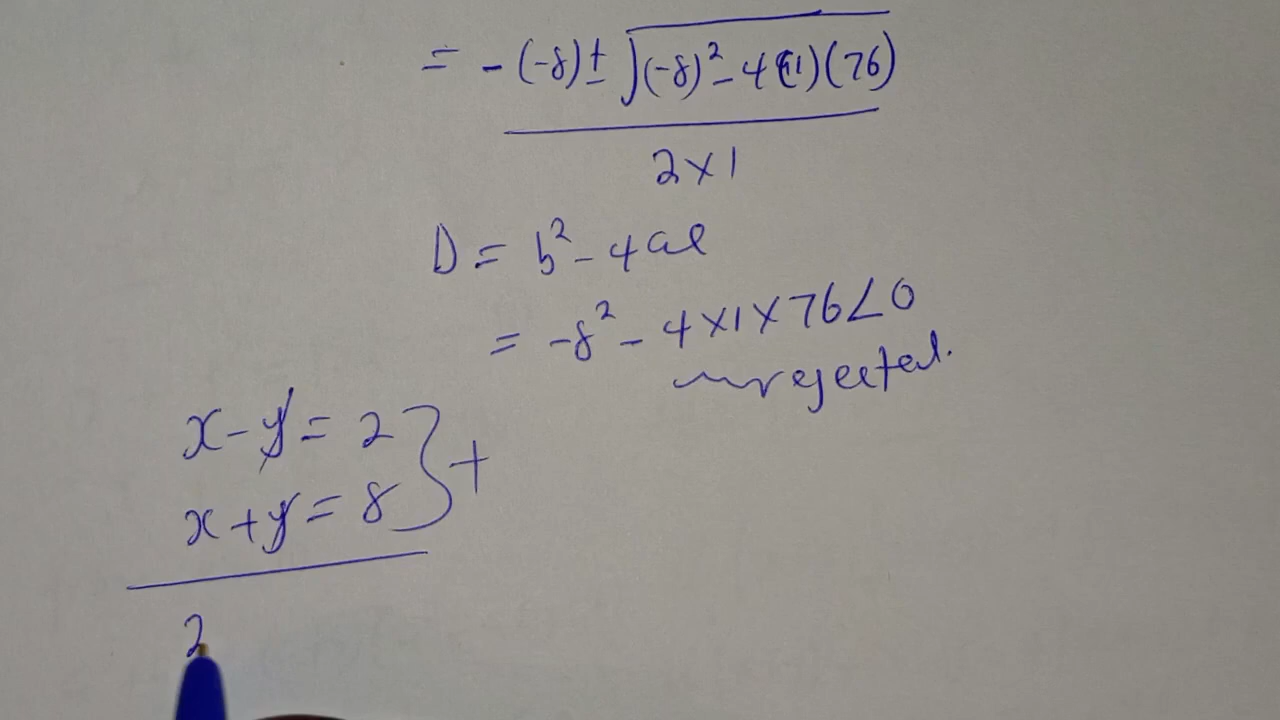 = -(-8) ± √(-8)² - 4(1)(76)
2×1
D = b² - 4ac
= -8² - 4×1×76<0
rejected.
x-y = 2
x+y = 8 } +
2